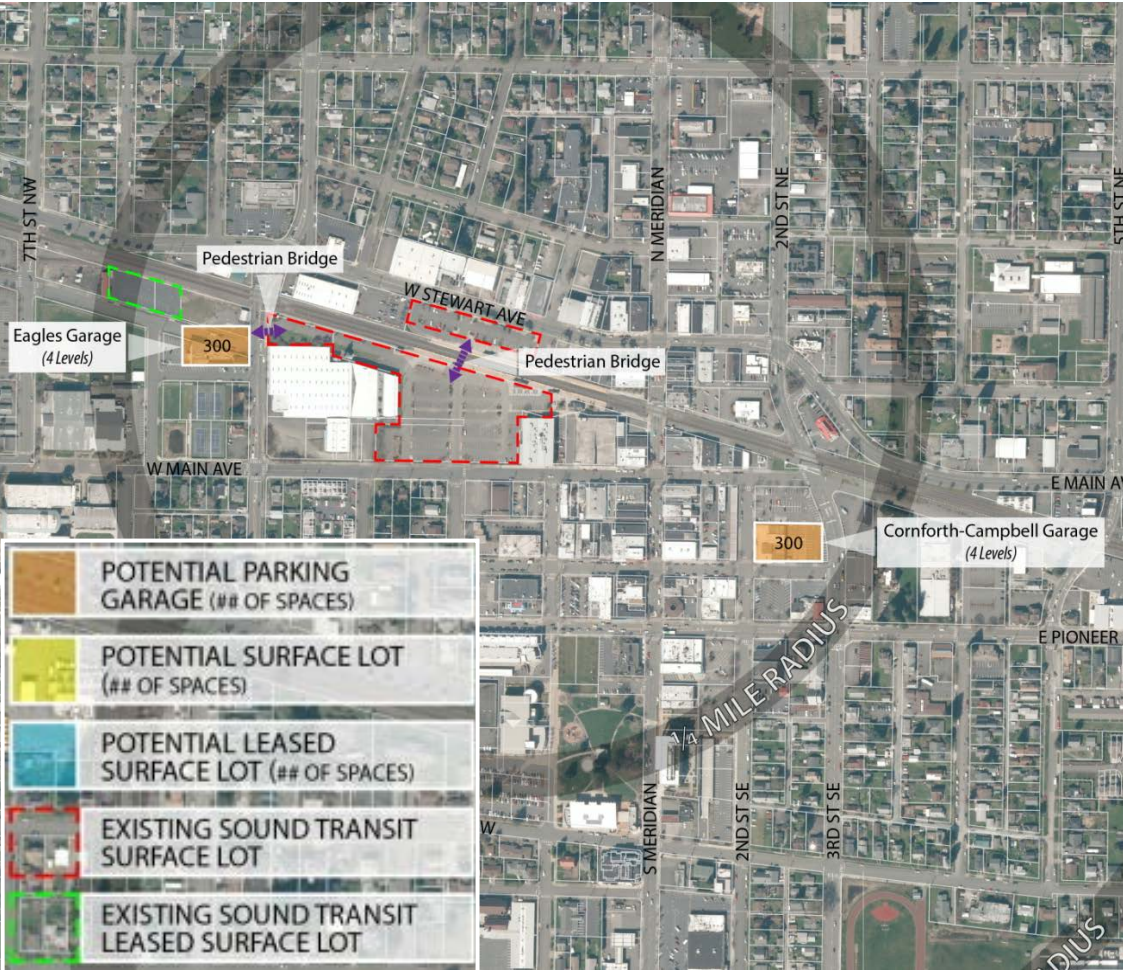 7TH ST NW
N MERIDIAN
2ND ST NE
5TH ST NE
Pedestrian Bridge
W STEWART AVE
Eagles Garage
(4 Levels)
300
Pedestrian Bridge
W MAIN AVE
E MAIN AV
300
Cornforth-Campbell Garage
(4 Levels)
E PIONEER
1/4 MILE RADIUS
S MERIDIAN
2ND ST SE
3RD ST SE
W
DIUS
POTENTIAL PARKING
GARAGE (## OF SPACES)
POTENTIAL SURFACE LOT
(## OF SPACES)
POTENTIAL LEASED
SURFACE LOT (## OF SPACES)
EXISTING SOUND TRANSIT
SURFACE LOT
EXISTING SOUND TRANSIT
LEASED SURFACE LOT